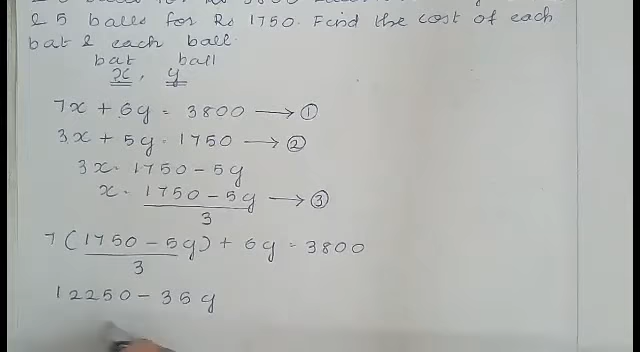 & 5 balls for Rs 1750. Find the cost of each
bat & each ball.
bat ball
x, y
7x + 6y = 3800 → ①
3x + 5y = 1750 → ②
3x = 1750 - 5y
x = 1750 - 5y → ③
3
7 (1750 - 5y) + 6y = 3800
3
12250 - 35y